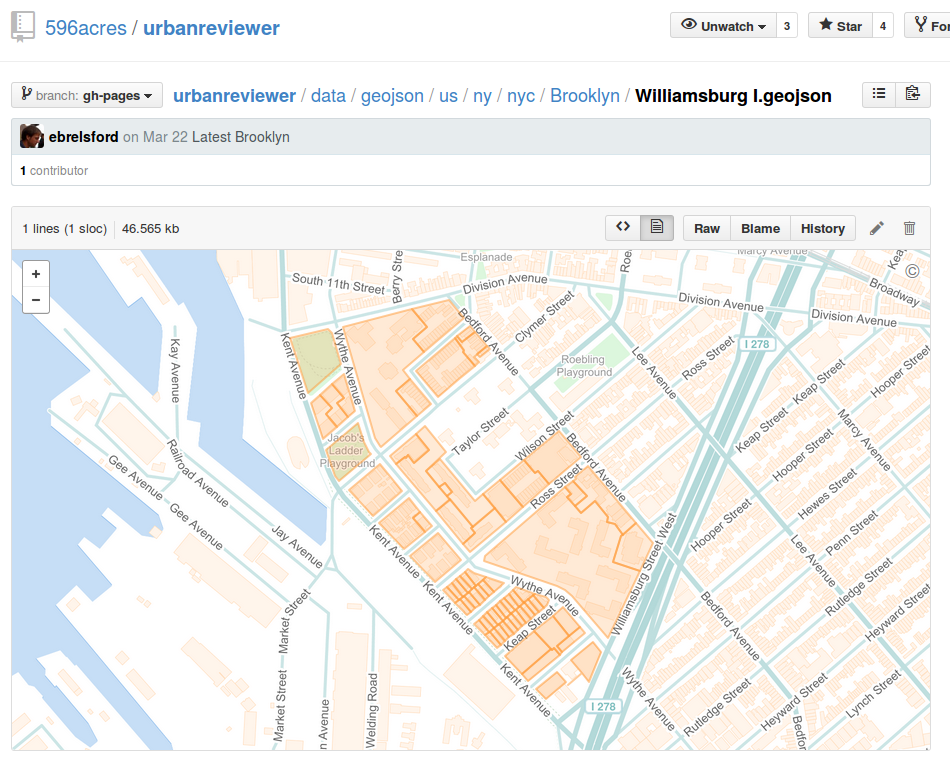 596acres / urbanreviewer
Unwatch 3
Star 4
For
branch: gh-pages
urbanreviewer / data / geojson / us / ny / nyc / Brooklyn / Williamsburg I.geojson
ebrelsford on Mar 22 Latest Brooklyn
1 contributor
1 lines (1 sloc) 46.565 kb
<>
Raw Blame History
+
−
©
Esplanade
Marcy Avenue
Roe
Kea
South 11th Street
Berry Stre
Division Avenue
Division Avenue
Division Avenue
Broadway
Clymer Street
Bedford Avenue
Kent Avenue
Wythe Avenue
Kay Avenue
I 278
Roebling
Playground
Lee Avenue
Ross Street
Keap Street
Hooper Street
Taylor Street
Wilson Street
Keap Street
Marcy Avenue
Jacob's
Ladder
Playground
Bedford Avenue
Hooper Street
Railroad Avenue
Gee Avenue
Ross Street
Hewes Street
Gee Avenue
Hooper Street
Penn Street
Jay Avenue
Kent Avenue
Williamsburg Street West
Lee Avenue
Rutledge Street
Kent Avenue
Wythe Avenue
Keap Street
Bedford Avenue
Heyward Street
Market Street
Market Street
Kent Avenue
Wythe Avenue
Rutledge Street
Heyward Street
Lynch Street
I 278
n Avenue
Welding Road
Bedfor